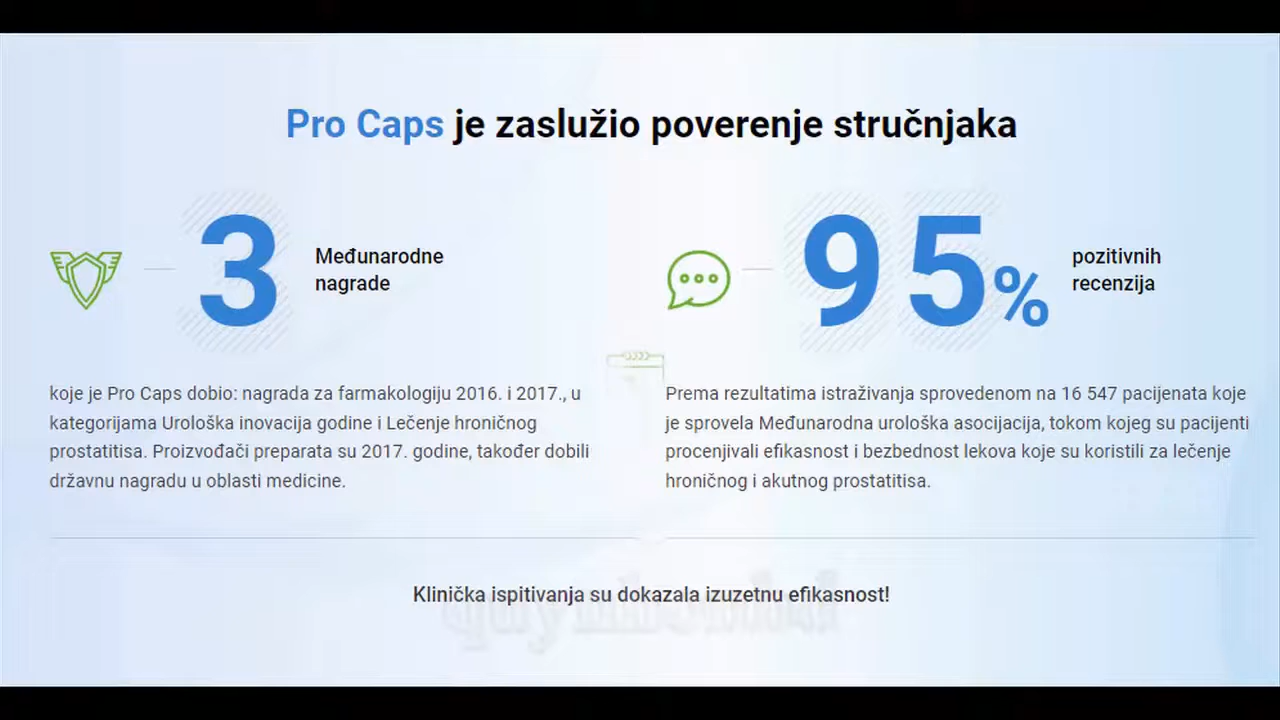 Pro Caps je zaslužio poverenje stručnjaka
3
Međunarodne
nagrade
koje je Pro Caps dobio: nagrada za farmakologiju 2016. i 2017., u
kategorijama Urološka inovacija godine i Lečenje hroničnog
prostatitisa. Proizvođači preparata su 2017. godine, također dobili
državnu nagradu u oblasti medicine.
95%
pozitivnih
recenzija
Prema rezultatima istraživanja sprovedenom na 16 547 pacijenata koje
je sprovela Međunarodna urološka asocijacija, tokom kojeg su pacijenti
procenjivali efikasnost i bezbednost lekova koje su koristili za lečenje
hroničnog i akutnog prostatitisa.
Klinička ispitivanja su dokazala izuzetnu efikasnost!